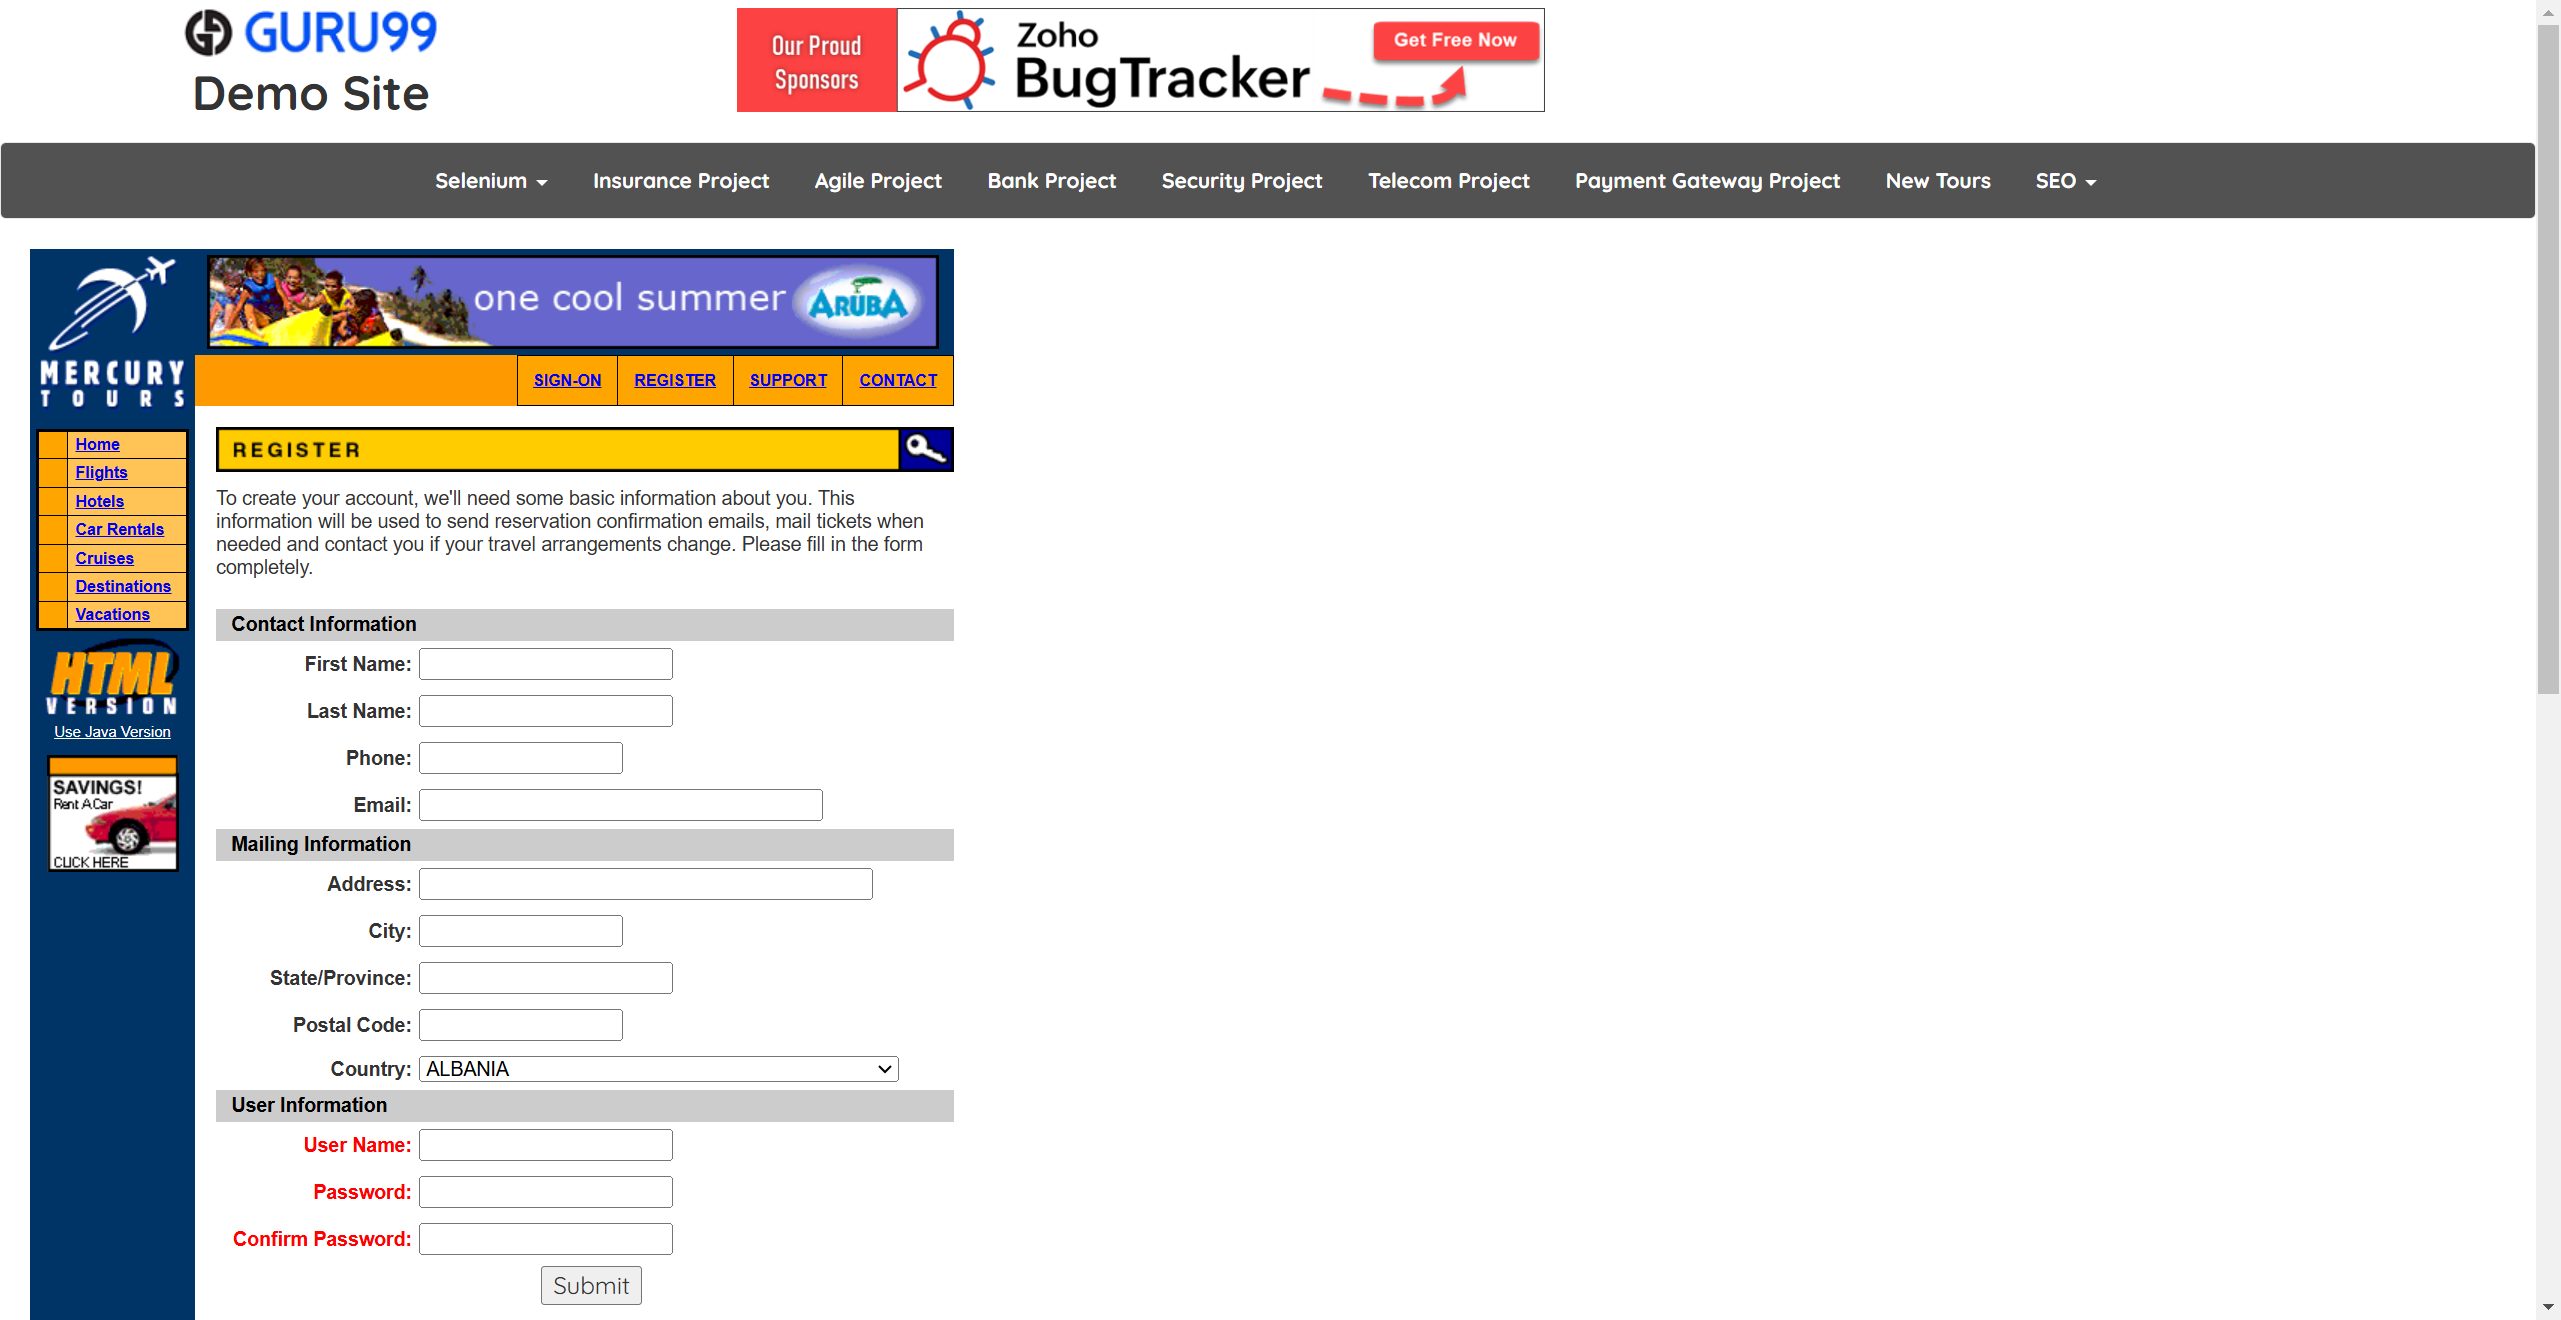 GURU99
Demo Site
Our Proud
Sponsors
Zoho
BugTracker
Get Free Now
Selenium
Insurance Project
Agile Project
Bank Project
Security Project
Telecom Project
Payment Gateway Project
New Tours
SEO
MERCURY
TOURS
one cool summer
ARUBA
SIGN-ON
REGISTER
SUPPORT
CONTACT
Home
Flights
Hotels
Car Rentals
Cruises
Destinations
Vacations
HTML
VERSION
Use Java Version
SAVINGS!
Rent A Car
CLICK HERE
REGISTER
To create your account, we'll need some basic information about you. This
information will be used to send reservation confirmation emails, mail tickets when
needed and contact you if your travel arrangements change. Please fill in the form
completely.
Contact Information
First Name:
Last Name:
Phone:
Email:
Mailing Information
Address:
City:
State/Province:
Postal Code:
Country: ALBANIA
User Information
User Name:
Password:
Confirm Password:
Submit